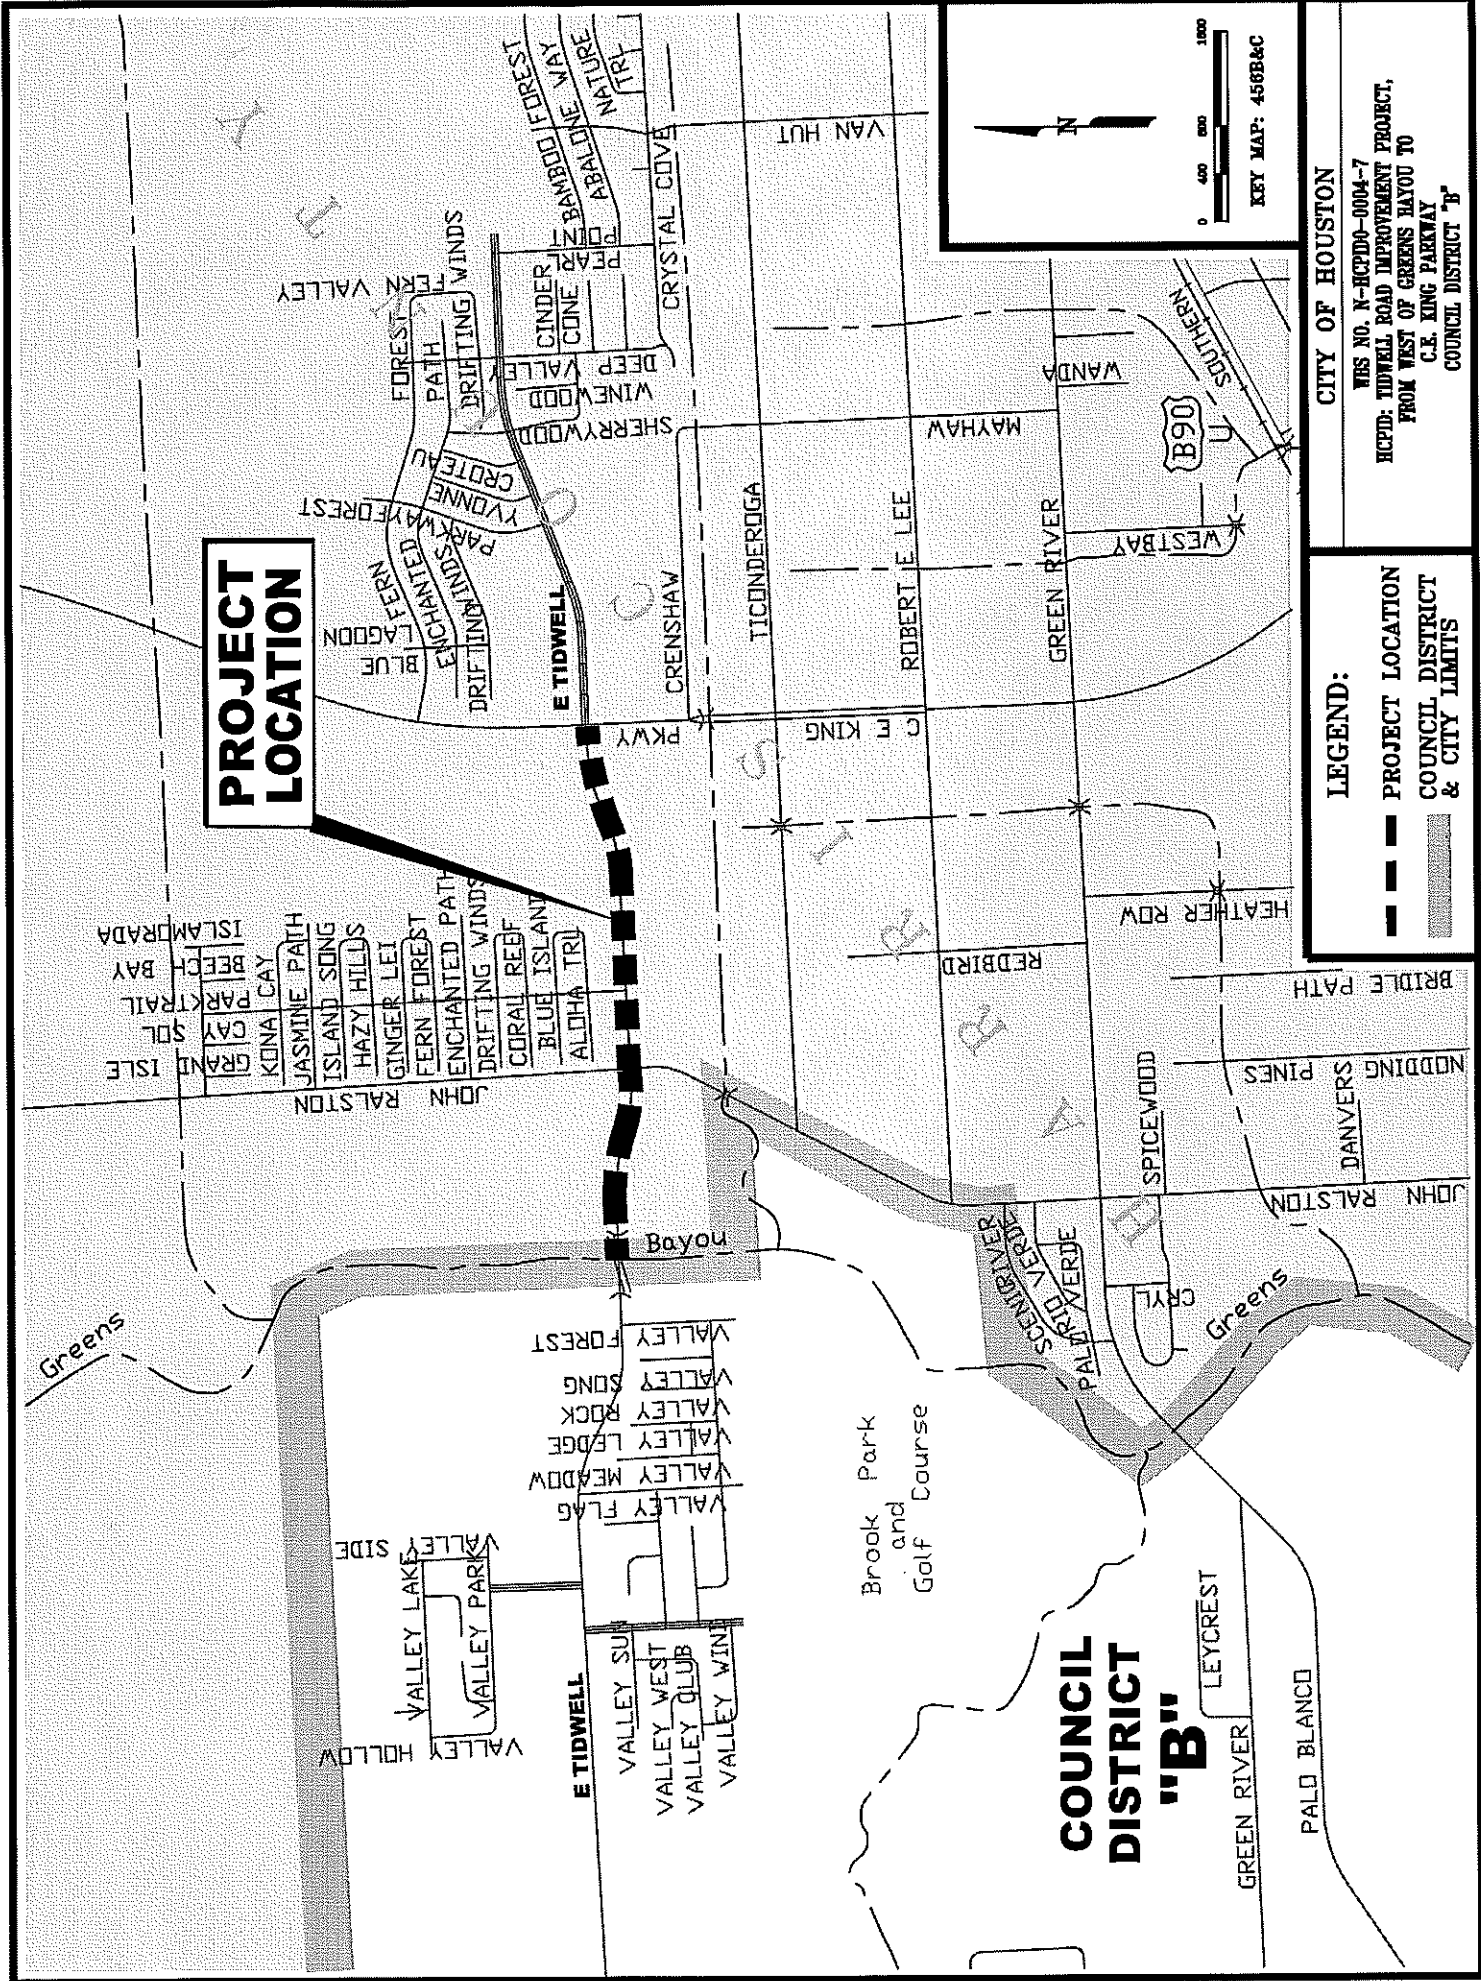 PROJECT
LOCATION
Greens
GRAND ISLE
CAY SOL
PARKTRAIL
BEECH BAY
ISLAMORADA
KONA CAY
JASMINE PATH
ISLAND SONG
HAZY HILLS
GINGER LEI
FERN FOREST
ENCHANTED PATH
DRIFTING WINDS
CORAL REEF
BLUE ISLAND
ALOHA TRL
JOHN RALSTON
BLUE
LAGOON
FERN
ENCHANTED
DRIFTING
WINDS
PARKWAY FOREST
YVONNE
CROTEAU
FOREST
PATH
DRIFTING WINDS
FERN VALLEY
SHERRYWOOD
WINEWOOD
DEEP VALLEY
CINDER
CONE
PEARL
POINT
BAMBOO FOREST
ABALONE WAY
NATURE
TRL
CRYSTAL COVE
VAN HUT
E TIDWELL
C E KING
PKWY
CRENSHAW
TICONDEROGA
ROBERT E LEE
GREEN RIVER
MAYHAW
WANDA
WESTBAY
B90
U
SOUTHERN
HARRIS COUNTY
REDBIRD
HEATHER ROW
BRIDLE PATH
NODDING PINES
DANVERS
SPICEWOOD
JOHN RALSTON
CRYL
PALO
RIO VERDE
VERDE
SCENTRIVER
Bayou
Greens
VALLEY FOREST
VALLEY SONG
VALLEY ROCK
VALLEY LEDGE
VALLEY MEADOW
VALLEY FLAG
VALLEY SIDE
VALLEY LAKE
VALLEY PARK
VALLEY HOLLOW
E TIDWELL
VALLEY SUN
VALLEY WEST
VALLEY CLUB
VALLEY WIND
Brook Park
and
Golf Course
COUNCIL
DISTRICT
"B"
LEYCREST
GREEN RIVER
PALO BLANCO
N
0 400 800 1600
KEY MAP: 456B&C
LEGEND:
PROJECT LOCATION
COUNCIL DISTRICT
& CITY LIMITS
CITY OF HOUSTON
WBS NO. N-HCPID0-0004-7
HCPID: TIDWELL ROAD IMPROVEMENT PROJECT,
FROM WEST OF GREENS BAYOU TO
C.E. KING PARKWAY
COUNCIL DISTRICT "B"